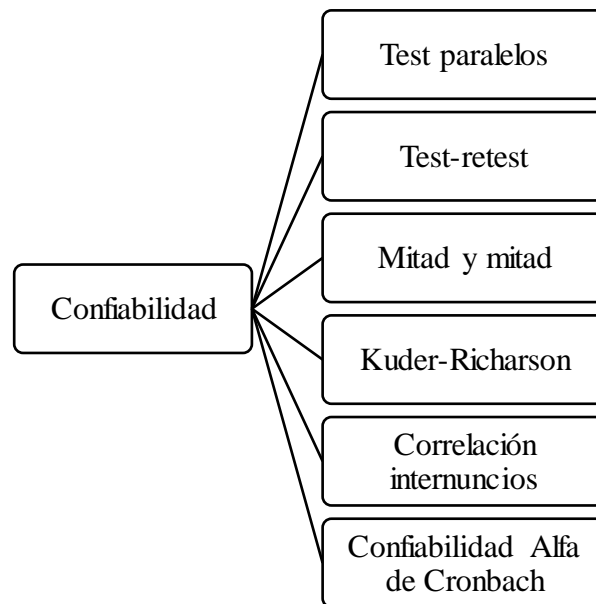 Test paralelos
Test-retest
Mitad y mitad
Confiabilidad
Kuder-Richarson
Correlación
internuncios
Confiabilidad Alfa
de Cronbach